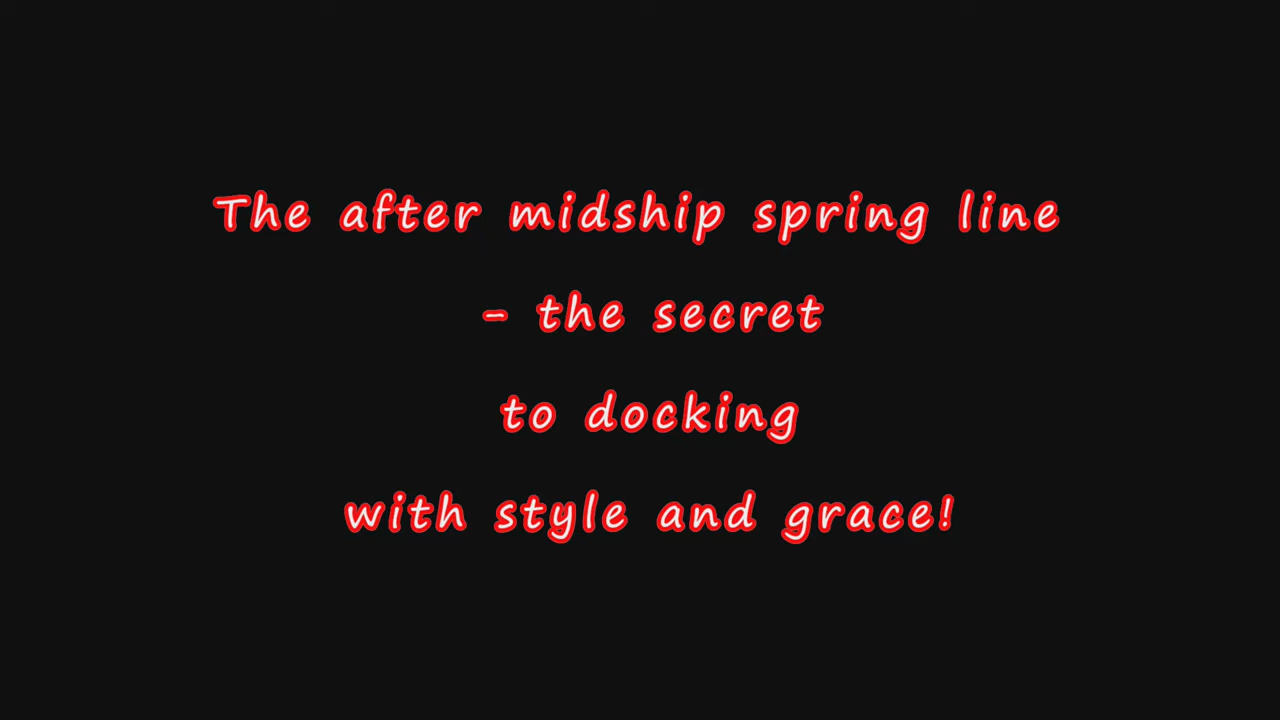 The after midship spring line
- the secret
to docking
with style and grace!